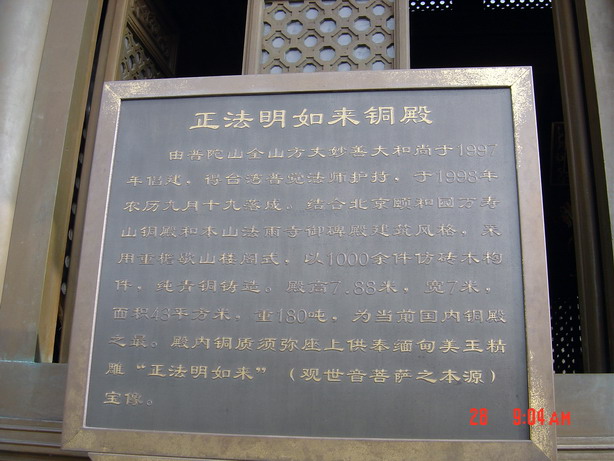 正法明如来铜殿
由普陀山全山方丈妙善大和尚于1997
年倡建，得台湾普莹法师护持，于1998年
农历九月十九落成。结合北京颐和园万寿
山铜殿和本山法雨寺御碑殿建筑风格，采
用重檐歇山柱阁式，以1000余件仿砖木构
件，纯青铜铸造。殿高7.88米，宽7米，
面积43平方米，重180吨，为当前国内铜殿
之最。殿内铜质须弥座上供奉缅甸美玉精
雕“正法明如来”（观世音菩萨之本源）
宝像。
28 9:04AM